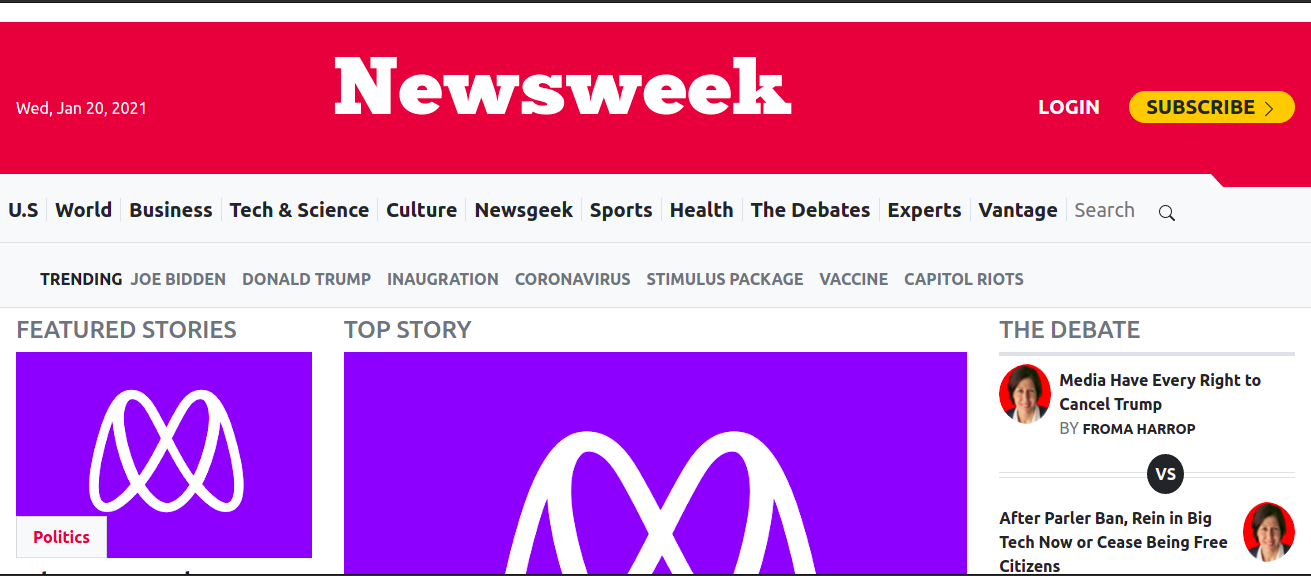 Newsweek
Wed, Jan 20, 2021
LOGIN
SUBSCRIBE >
U.S World Business Tech & Science Culture Newsgeek Sports Health The Debates Experts Vantage Search
TRENDING JOE BIDDEN DONALD TRUMP INAUGRATION CORONAVIRUS STIMULUS PACKAGE VACCINE CAPITOL RIOTS
FEATURED STORIES
Politics
TOP STORY
THE DEBATE
Media Have Every Right to
Cancel Trump
BY FROMA HARROP
VS
After Parler Ban, Rein in Big
Tech Now or Cease Being Free
Citizens